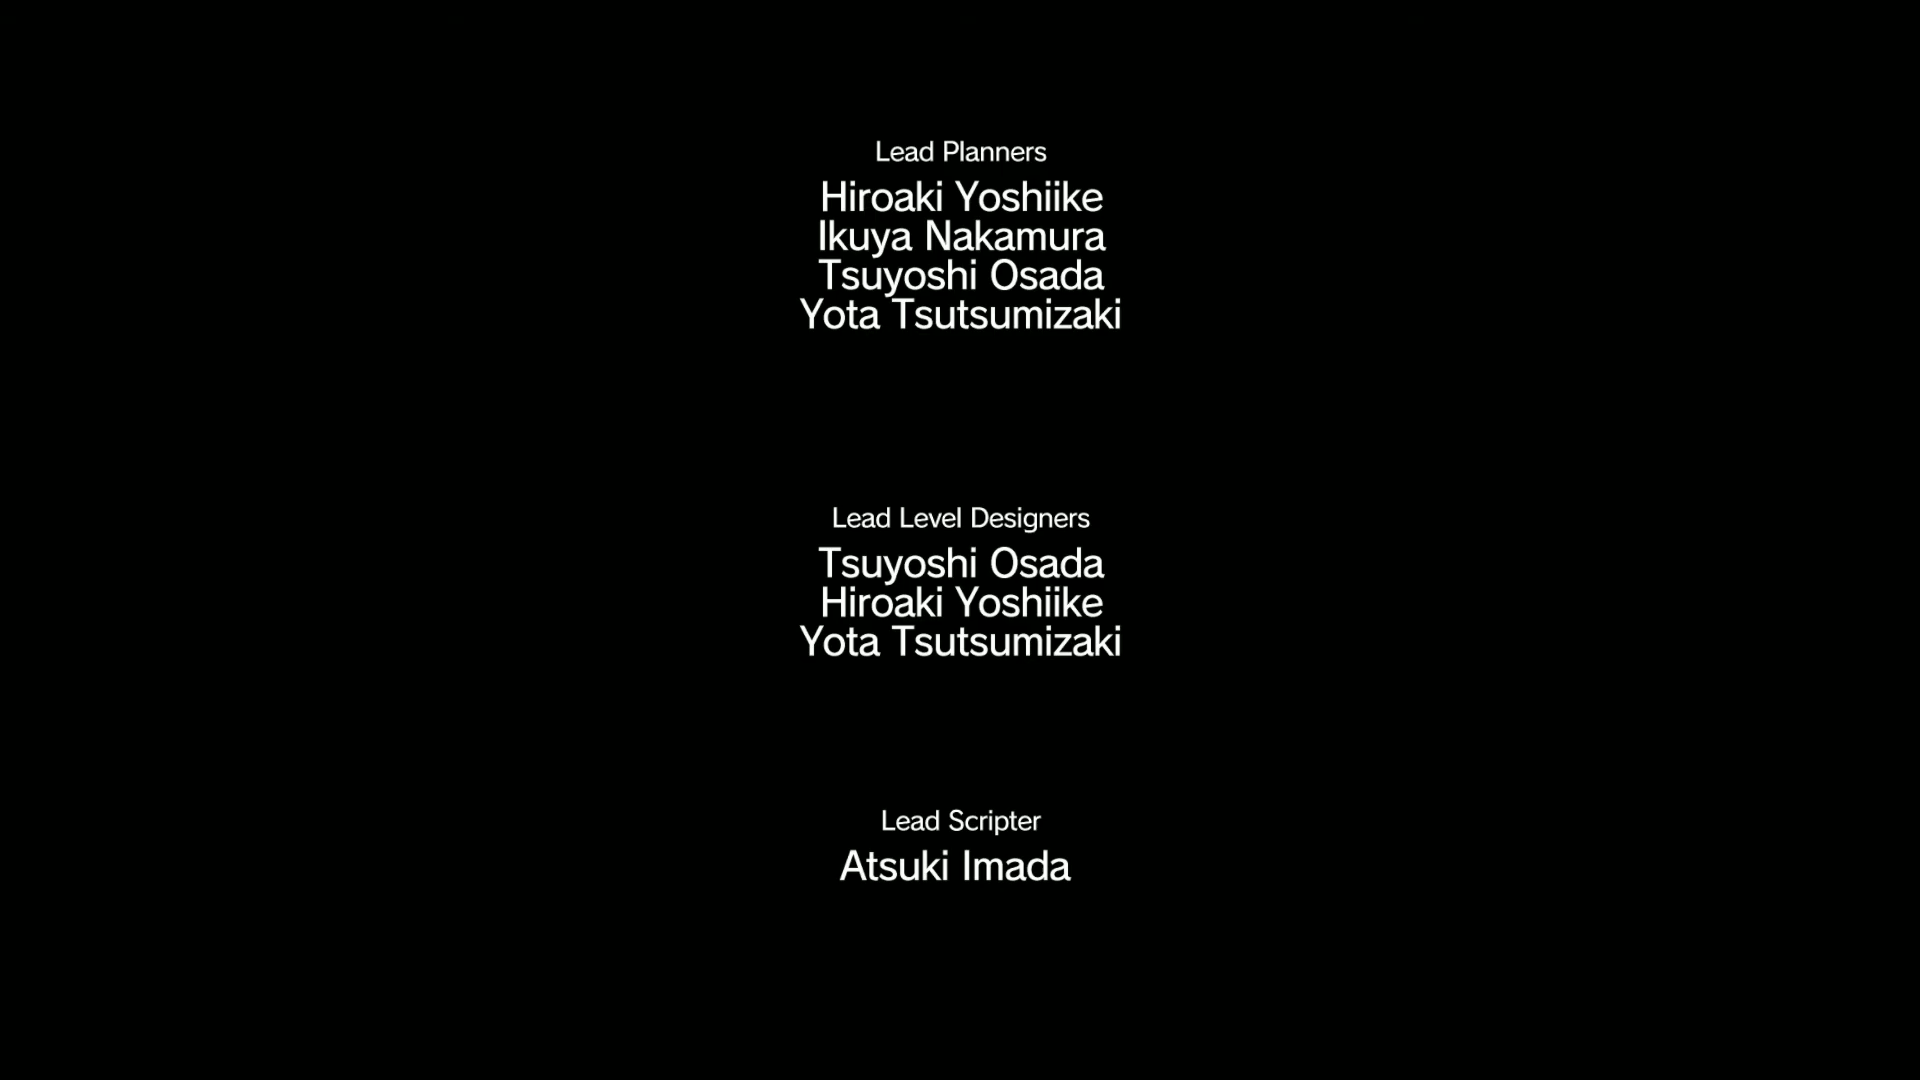 Lead Planners
Hiroaki Yoshiike
Ikuya Nakamura
Tsuyoshi Osada
Yota Tsutsumizaki
Lead Level Designers
Tsuyoshi Osada
Hiroaki Yoshiike
Yota Tsutsumizaki
Lead Scripter
Atsuki Imada